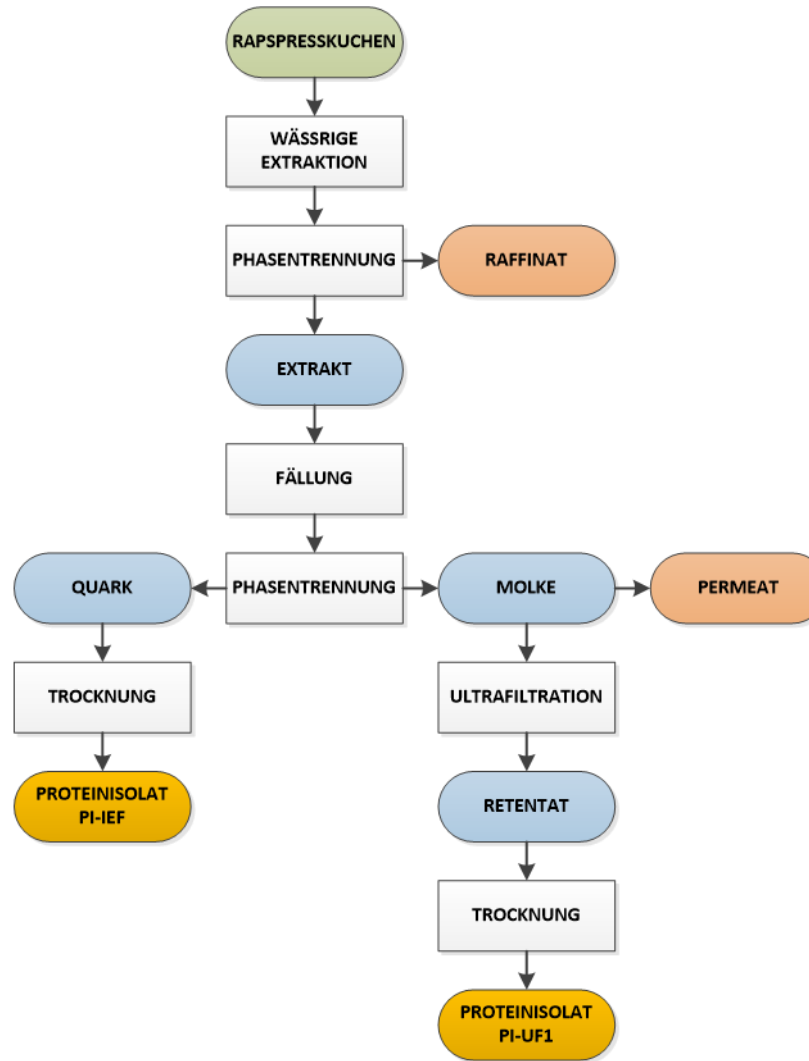 RAPSPRESSKUCHEN
WÄSSRIGE
EXTRAKTION
PHASENTRENNUNG
RAFFINAT
EXTRAKT
FÄLLUNG
QUARK
PHASENTRENNUNG
MOLKE
PERMEAT
TROCKNUNG
ULTRAFILTRATION
PROTEINISOLAT
PI-IEF
RETENTAT
TROCKNUNG
PROTEINISOLAT
PI-UF1